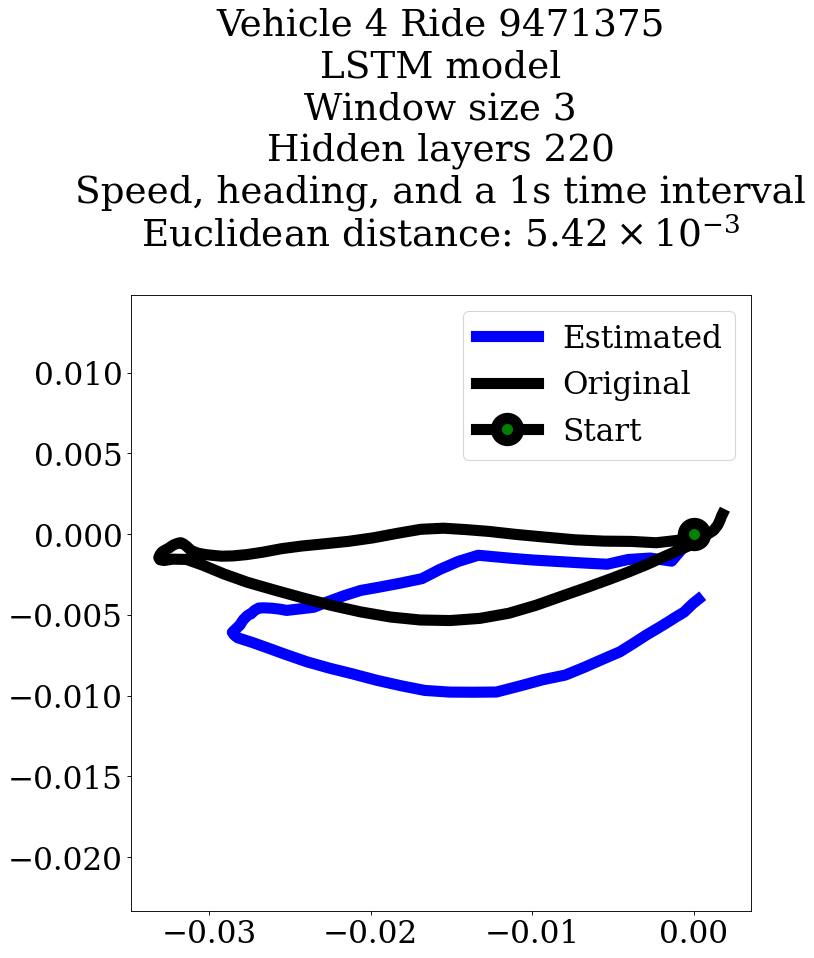 Vehicle 4 Ride 9471375
LSTM model
Window size 3
Hidden layers 220
Speed, heading, and a 1s time interval
Euclidean distance: 5.42 × 10⁻³
Estimated
Original
Start
0.010
0.005
0.000
−0.005
−0.010
−0.015
−0.020
−0.03 −0.02 −0.01 0.00